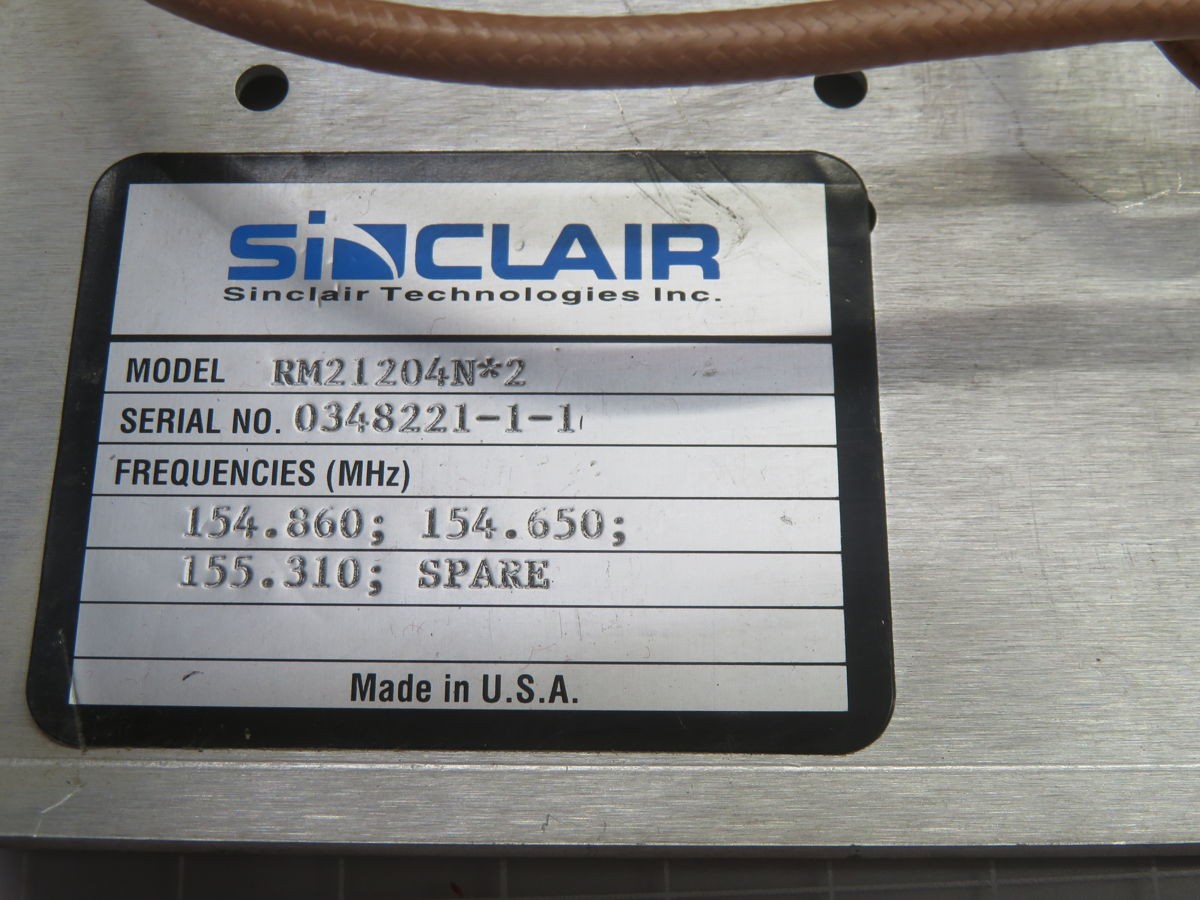 SiNCLAIR
Sinclair Technologies Inc.
MODEL RM21204N*2
SERIAL NO. 0348221-1-1
FREQUENCIES (MHz)
154.860; 154.650;
155.310; SPARE
Made in U.S.A.